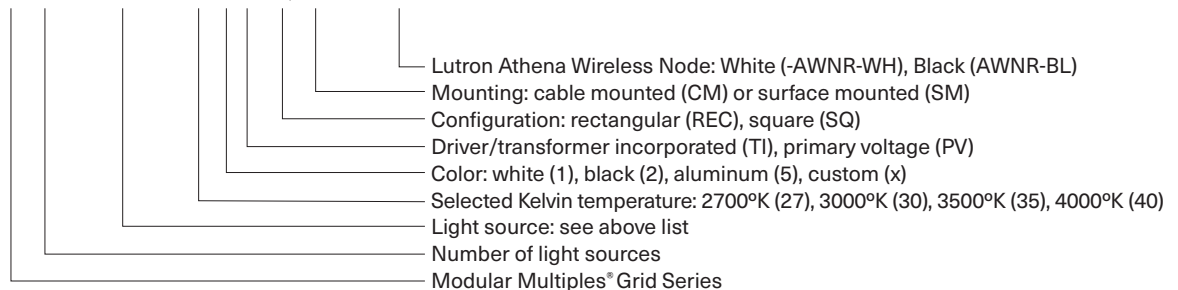 Lutron Athena Wireless Node: White (-AWNR-WH), Black (AWNR-BL)
Mounting: cable mounted (CM) or surface mounted (SM)
Configuration: rectangular (REC), square (SQ)
Driver/transformer incorporated (TI), primary voltage (PV)
Color: white (1), black (2), aluminum (5), custom (x)
Selected Kelvin temperature: 2700ºK (27), 3000ºK (30), 3500ºK (35), 4000ºK (40)
Light source: see above list
Number of light sources
Modular Multiples® Grid Series